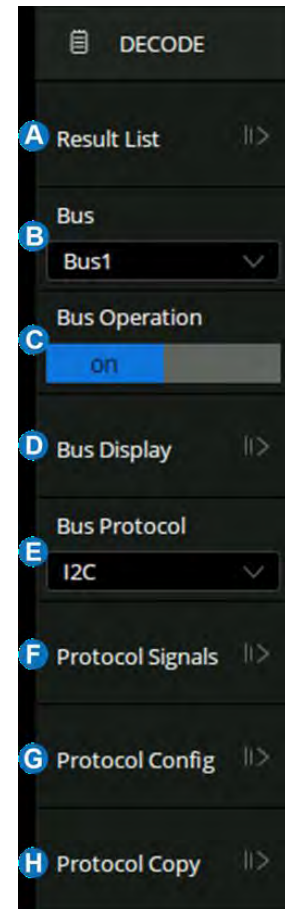 DECODE
A Result List
Bus
B
Bus1
Bus Operation
C
on
D Bus Display
Bus Protocol
E
I2C
F Protocol Signals
G Protocol Config
H Protocol Copy